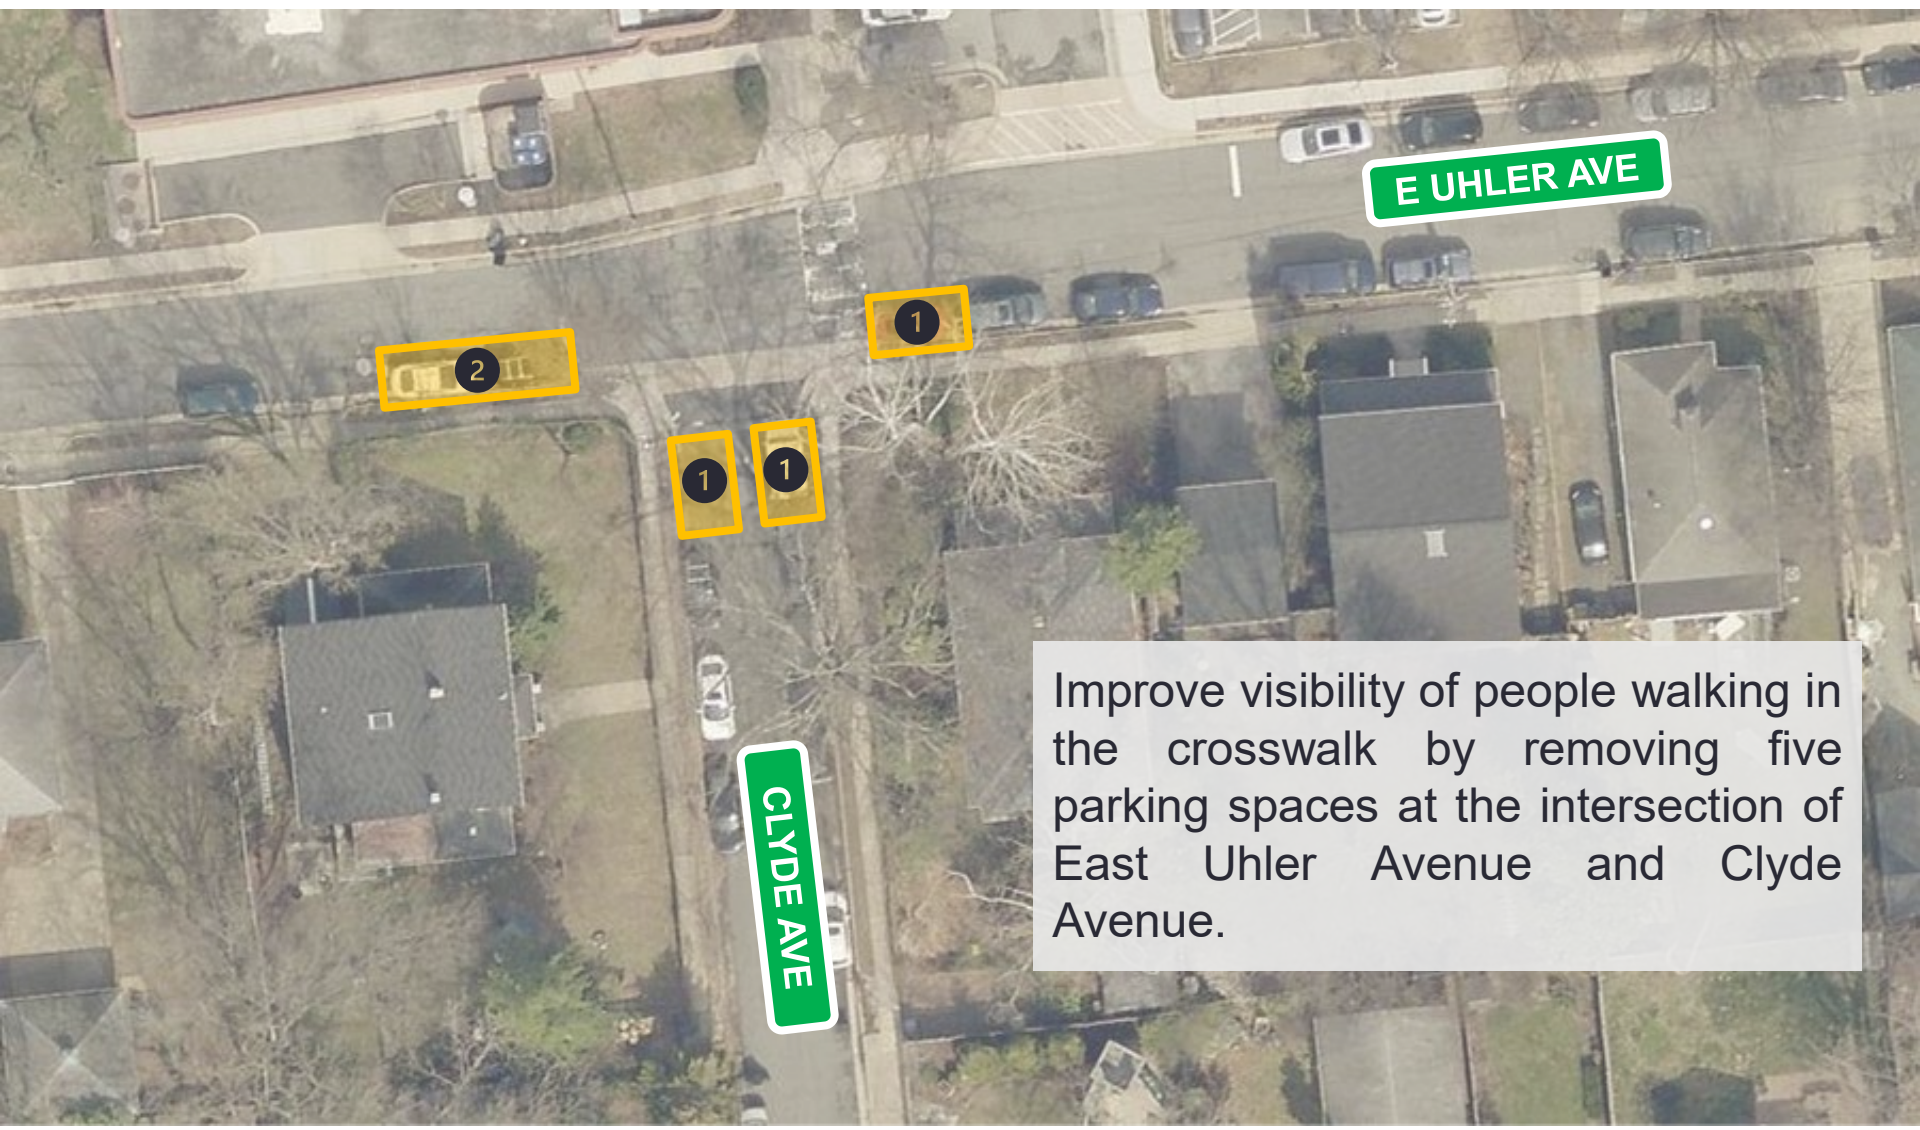 E UHLER AVE
1
2
1
1
CLYDE AVE
Improve visibility of people walking in
the crosswalk by removing five
parking spaces at the intersection of
East Uhler Avenue and Clyde
Avenue.